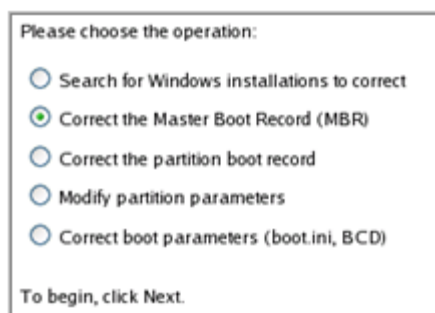 Please choose the operation:
Search for Windows installations to correct
Correct the Master Boot Record (MBR)
Correct the partition boot record
Modify partition parameters
Correct boot parameters (boot.ini, BCD)
To begin, click Next.